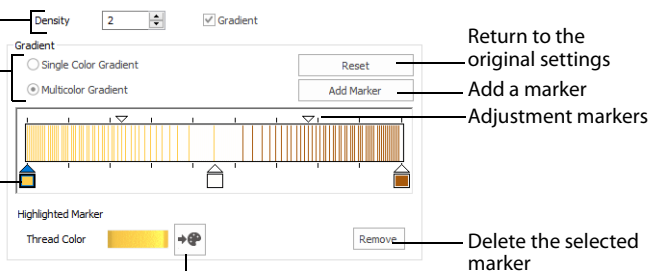 Density 2 Gradient
Gradient
Single Color Gradient Reset
Return to the
original settings
Multicolor Gradient Add Marker
Add a marker
Adjustment markers
Highlighted Marker
Thread Color Remove
Delete the selected
marker